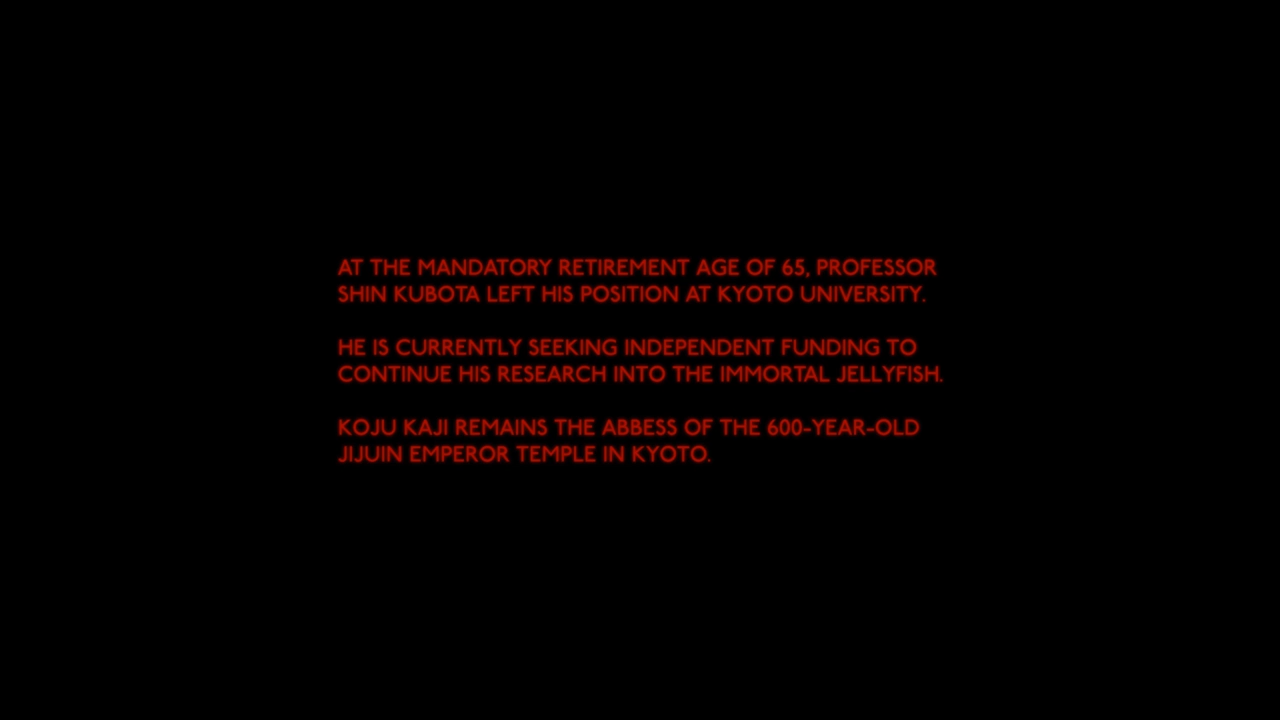 AT THE MANDATORY RETIREMENT AGE OF 65, PROFESSOR
SHIN KUBOTA LEFT HIS POSITION AT KYOTO UNIVERSITY.
HE IS CURRENTLY SEEKING INDEPENDENT FUNDING TO
CONTINUE HIS RESEARCH INTO THE IMMORTAL JELLYFISH.
KOJU KAJI REMAINS THE ABBESS OF THE 600-YEAR-OLD
JIJUIN EMPEROR TEMPLE IN KYOTO.